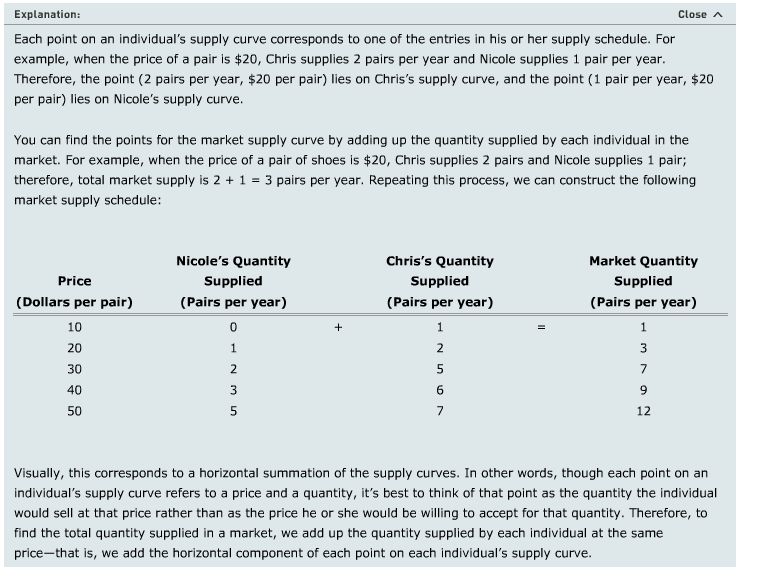 Explanation: Close ^
Each point on an individual's supply curve corresponds to one of the entries in his or her supply schedule. For
example, when the price of a pair is $20, Chris supplies 2 pairs per year and Nicole supplies 1 pair per year.
Therefore, the point (2 pairs per year, $20 per pair) lies on Chris's supply curve, and the point (1 pair per year, $20
per pair) lies on Nicole's supply curve.
You can find the points for the market supply curve by adding up the quantity supplied by each individual in the
market. For example, when the price of a pair of shoes is $20, Chris supplies 2 pairs and Nicole supplies 1 pair;
therefore, total market supply is 2 + 1 = 3 pairs per year. Repeating this process, we can construct the following
market supply schedule:
Nicole's Quantity Chris's Quantity Market Quantity
Price Supplied Supplied Supplied
(Dollars per pair) (Pairs per year) (Pairs per year) (Pairs per year)
10 0 + 1 = 1
20 1 2 3
30 2 5 7
40 3 6 9
50 5 7 12
Visually, this corresponds to a horizontal summation of the supply curves. In other words, though each point on an
individual's supply curve refers to a price and a quantity, it's best to think of that point as the quantity the individual
would sell at that price rather than as the price he or she would be willing to accept for that quantity. Therefore, to
find the total quantity supplied in a market, we add up the quantity supplied by each individual at the same
price—that is, we add the horizontal component of each point on each individual's supply curve.